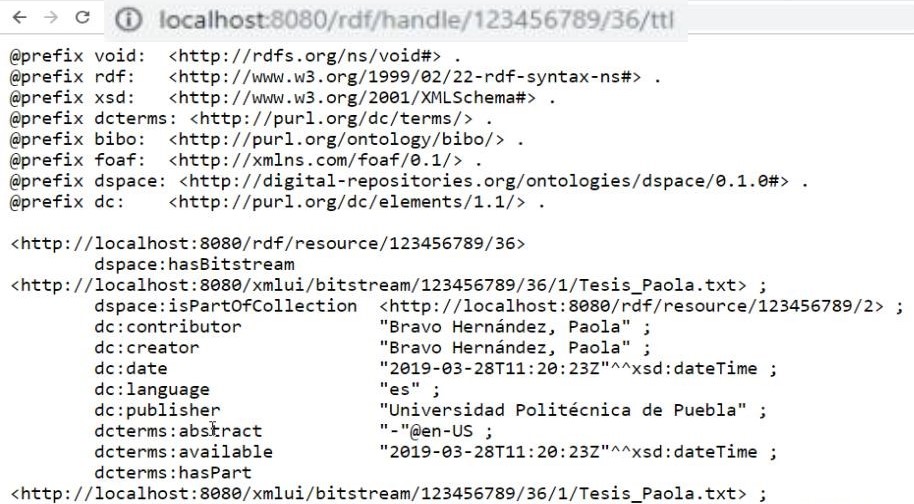 localhost:8080/rdf/handle/123456789/36/ttl
@prefix void: <http://rdfs.org/ns/void#> .
@prefix rdf: <http://www.w3.org/1999/02/22-rdf-syntax-ns#> .
@prefix xsd: <http://www.w3.org/2001/XMLSchema#> .
@prefix dcterms: <http://purl.org/dc/terms/> .
@prefix bibo: <http://purl.org/ontology/bibo/> .
@prefix foaf: <http://xmlns.com/foaf/0.1/> .
@prefix dspace: <http://digital-repositories.org/ontologies/dspace/0.1.0#> .
@prefix dc: <http://purl.org/dc/elements/1.1/> .
<http://localhost:8080/rdf/resource/123456789/36>
dspace:hasBitstream
<http://localhost:8080/xmlui/bitstream/123456789/36/1/Tesis_Paola.txt> ;
dspace:isPartOfCollection <http://localhost:8080/rdf/resource/123456789/2> ;
dc:contributor "Bravo Hernández, Paola" ;
dc:creator "Bravo Hernández, Paola" ;
dc:date "2019-03-28T11:20:23Z"^^xsd:dateTime ;
dc:language "es" ;
dc:publisher "Universidad Politécnica de Puebla" ;
dcterms:abstract "-"@en-US ;
dcterms:available "2019-03-28T11:20:23Z"^^xsd:dateTime ;
dcterms:hasPart
<http://localhost:8080/xmlui/bitstream/123456789/36/1/Tesis_Paola.txt> ;